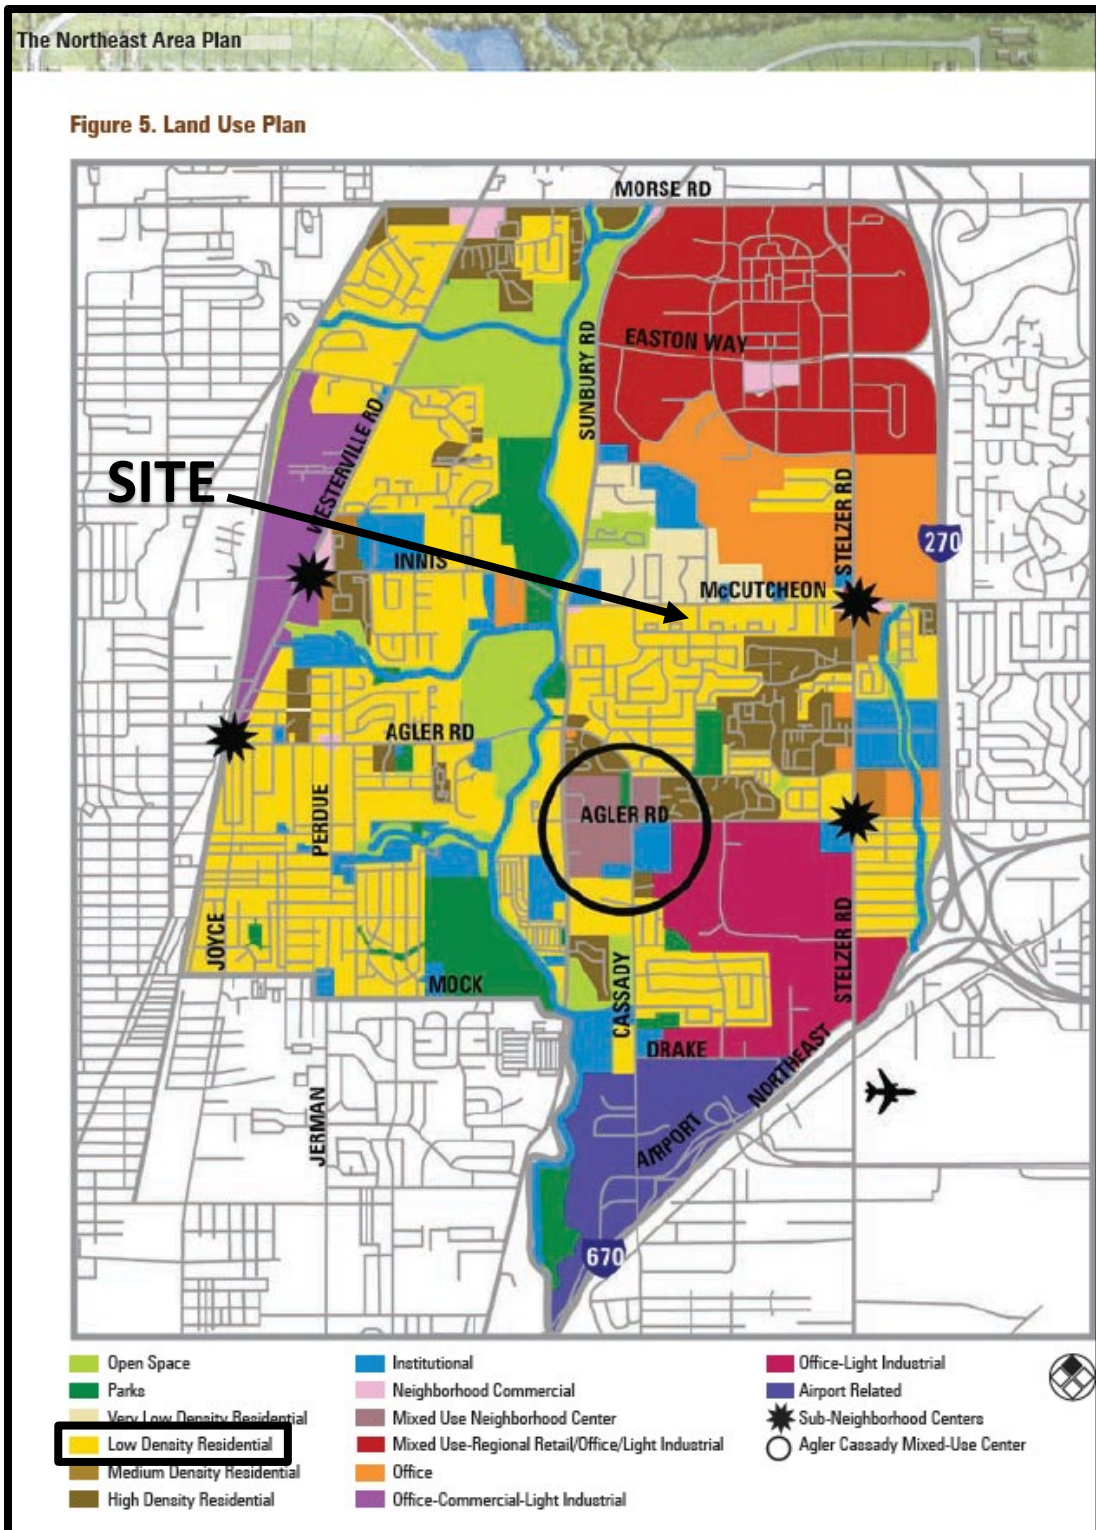 The Northeast Area Plan
Figure 5. Land Use Plan
MORSE RD
EASTON WAY
SUNBURY RD
WESTERVILLE RD
SITE
STELZER RD
270
INNIS
McCUTCHEON
AGLER RD
PERDUE
AGLER RD
JOYCE
MOCK
CASSADY
STELZER RD
DRAKE
NORTHEAST
AIRPORT
JERMAN
670
Open Space
Parks
Very Low Density Residential
Low Density Residential
Medium Density Residential
High Density Residential
Institutional
Neighborhood Commercial
Mixed Use Neighborhood Center
Mixed Use-Regional Retail/Office/Light Industrial
Office
Office-Commercial-Light Industrial
Office-Light Industrial
Airport Related
Sub-Neighborhood Centers
Agler Cassady Mixed-Use Center